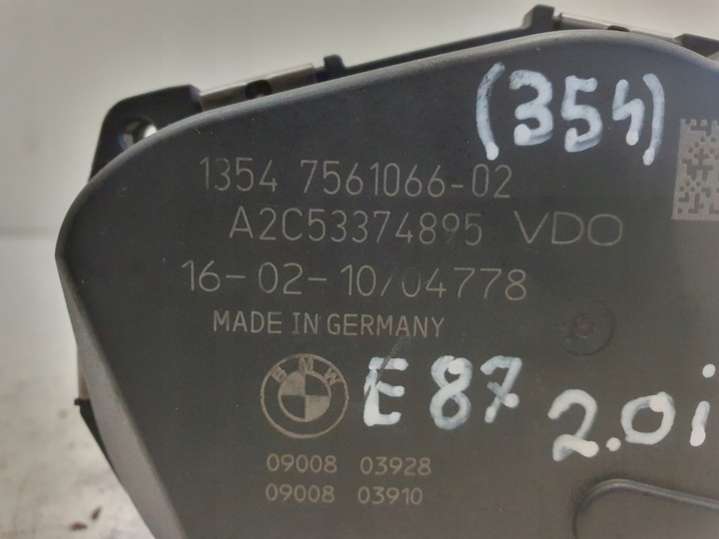 (354)
1354 7561066-02
A2C53374895 VDO
16-02-10/04778
MADE IN GERMANY
BMW
E87 2.0i
09008 03928
09008 03910